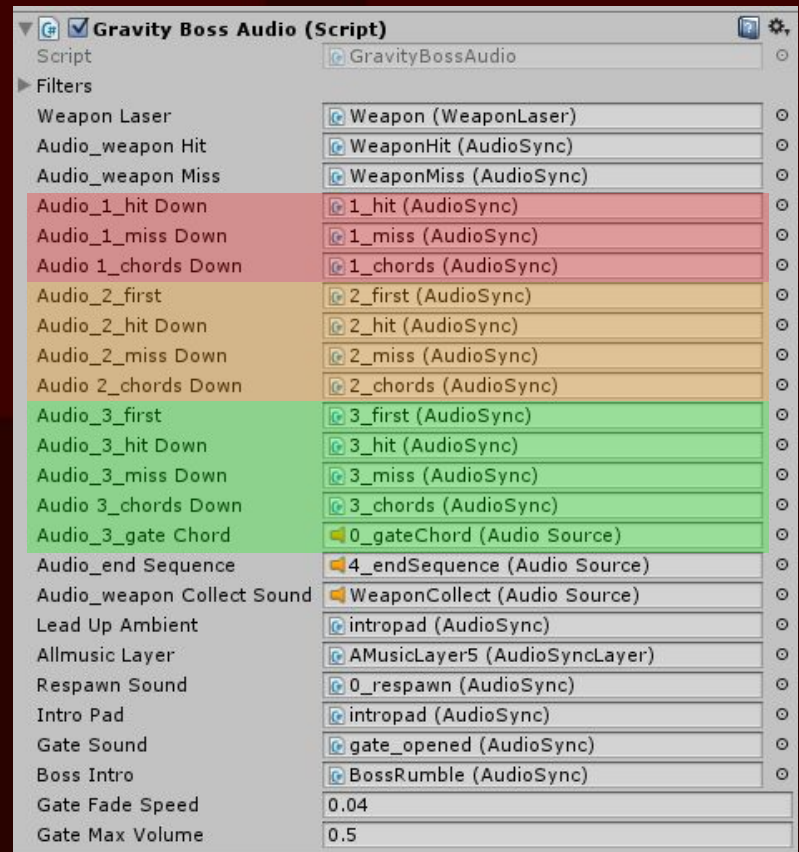 Gravity Boss Audio (Script)
Script GravityBossAudio
Filters
Weapon Laser Weapon (WeaponLaser)
Audio_weapon Hit WeaponHit (AudioSync)
Audio_weapon Miss WeaponMiss (AudioSync)
Audio_1_hit Down 1_hit (AudioSync)
Audio_1_miss Down 1_miss (AudioSync)
Audio 1_chords Down 1_chords (AudioSync)
Audio_2_first 2_first (AudioSync)
Audio_2_hit Down 2_hit (AudioSync)
Audio_2_miss Down 2_miss (AudioSync)
Audio 2_chords Down 2_chords (AudioSync)
Audio_3_first 3_first (AudioSync)
Audio_3_hit Down 3_hit (AudioSync)
Audio_3_miss Down 3_miss (AudioSync)
Audio 3_chords Down 3_chords (AudioSync)
Audio_3_gate Chord 0_gateChord (Audio Source)
Audio_end Sequence 4_endSequence (Audio Source)
Audio_weapon Collect Sound WeaponCollect (Audio Source)
Lead Up Ambient intropad (AudioSync)
Allmusic Layer AMusicLayer5 (AudioSyncLayer)
Respawn Sound 0_respawn (AudioSync)
Intro Pad intropad (AudioSync)
Gate Sound gate_opened (AudioSync)
Boss Intro BossRumble (AudioSync)
Gate Fade Speed 0.04
Gate Max Volume 0.5